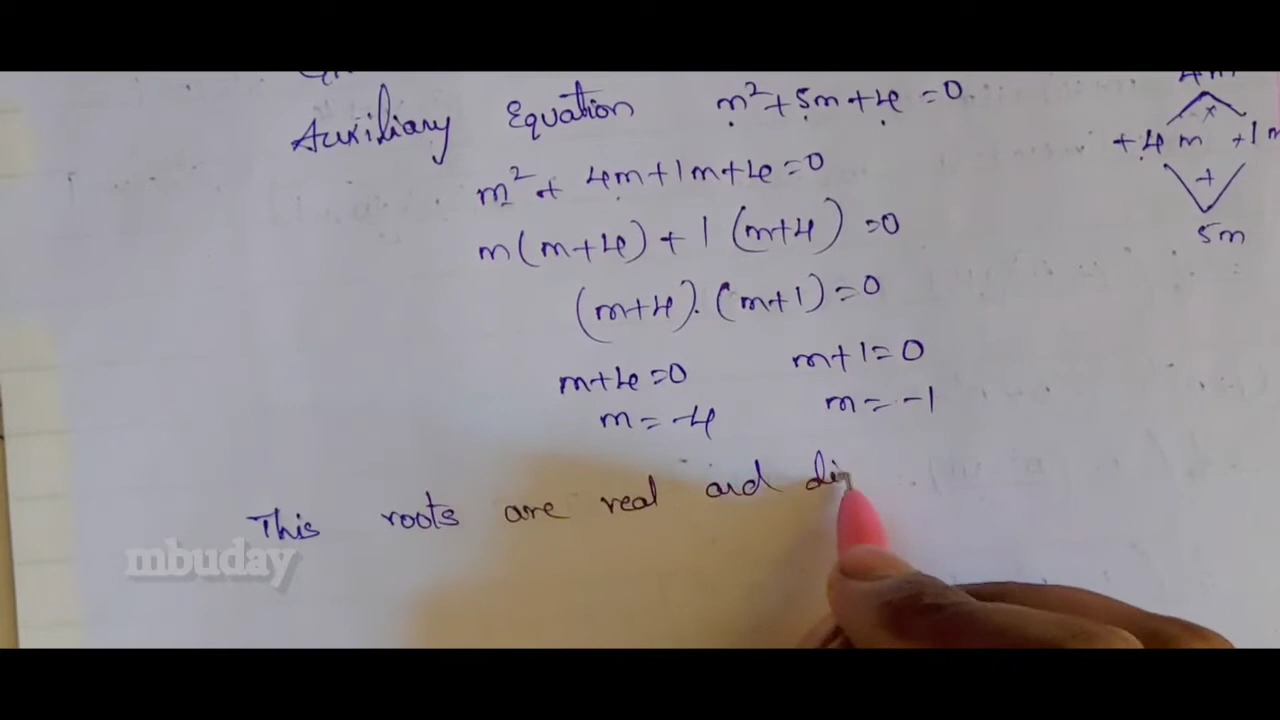 Auxiliary Equation m²+5m+4=0
m²+4m+1m+4=0
m(m+4)+1(m+4)=0
(m+4).(m+1)=0
m+4=0 m+1=0
m=-4 m=-1
This roots are real and di
mbuday
×
+4m +1m
+
5m